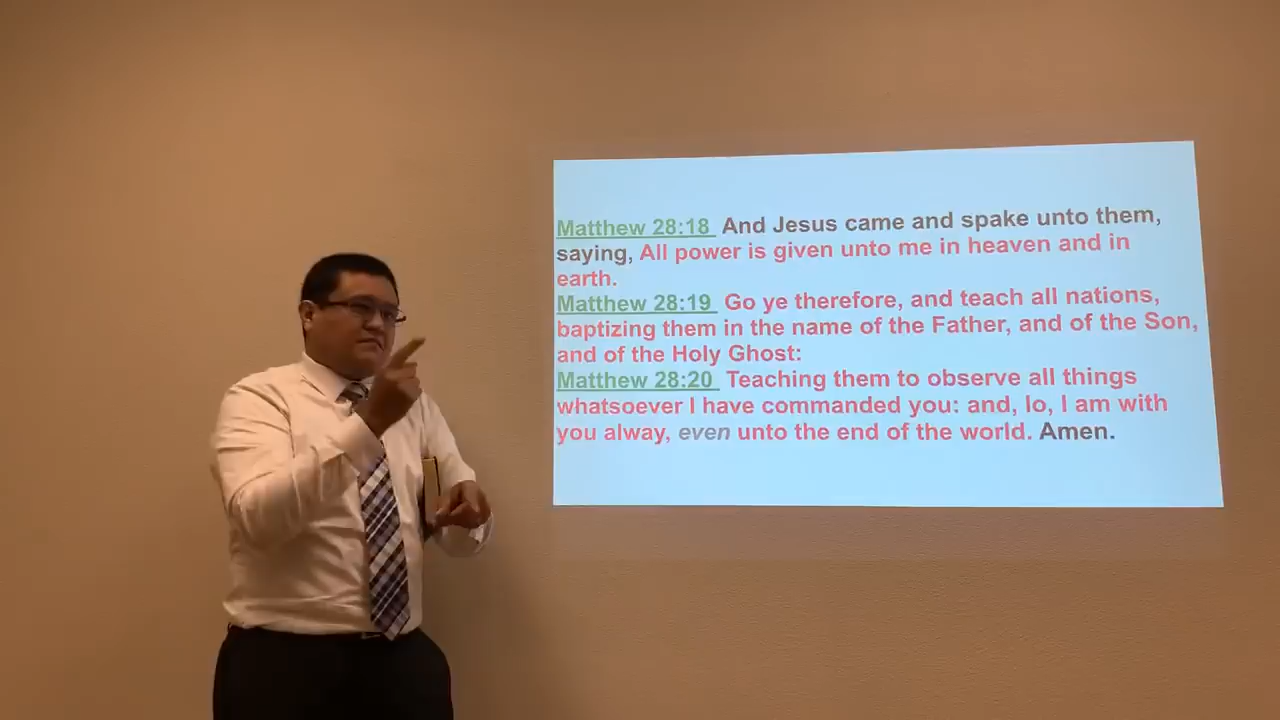 Matthew 28:18 And Jesus came and spake unto them,
saying, All power is given unto me in heaven and in
earth.
Matthew 28:19 Go ye therefore, and teach all nations,
baptizing them in the name of the Father, and of the Son,
and of the Holy Ghost:
Matthew 28:20 Teaching them to observe all things
whatsoever I have commanded you: and, lo, I am with
you alway, even unto the end of the world. Amen.